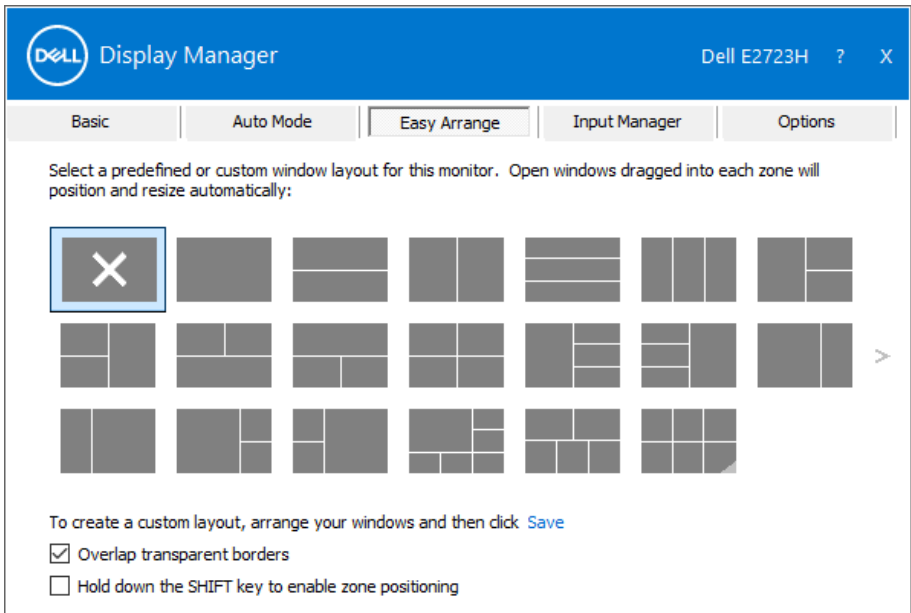 DELL Display Manager Dell E2723H ? X
Basic Auto Mode Easy Arrange Input Manager Options
Select a predefined or custom window layout for this monitor. Open windows dragged into each zone will
position and resize automatically:
>
To create a custom layout, arrange your windows and then click Save
Overlap transparent borders
Hold down the SHIFT key to enable zone positioning